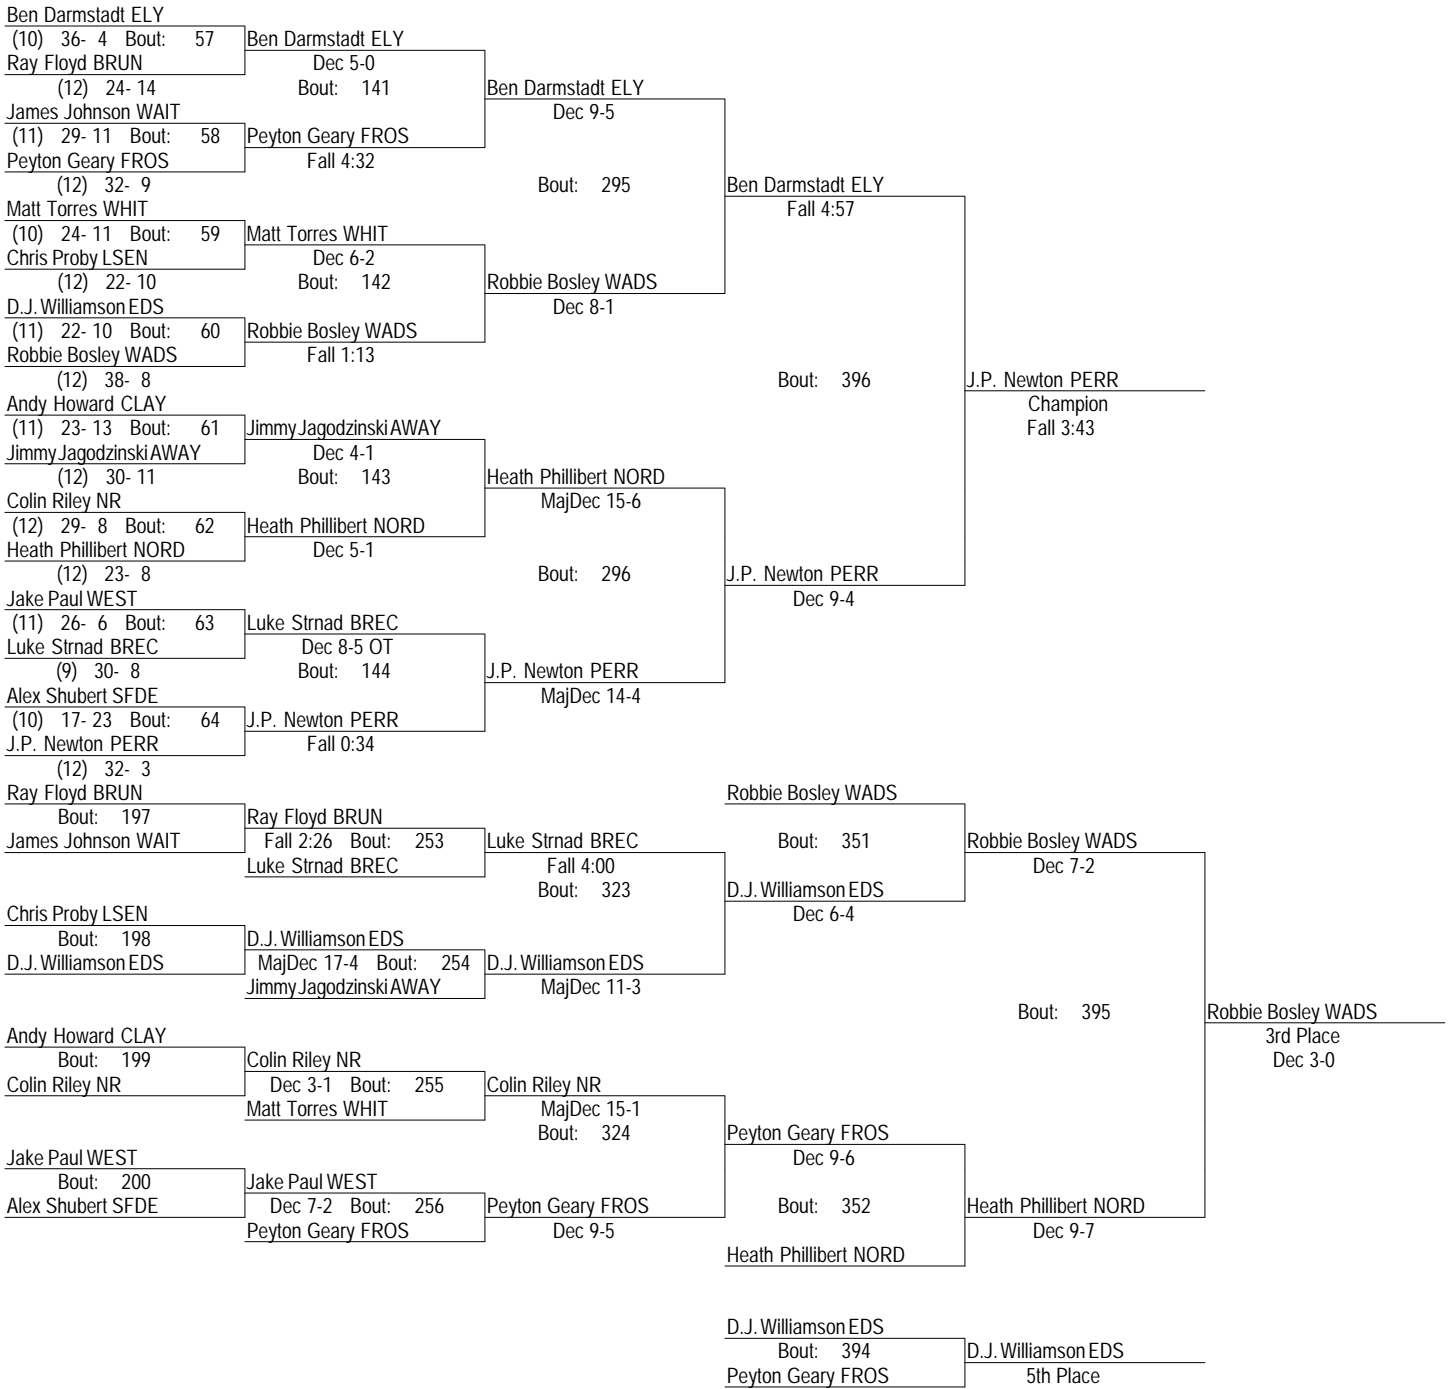 Ben Darmstadt ELY
(10) 36- 4 Bout: 57 Ben Darmstadt ELY
Ray Floyd BRUN Dec 5-0
(12) 24- 14 Bout: 141 Ben Darmstadt ELY
James Johnson WAIT Dec 9-5
(11) 29- 11 Bout: 58 Peyton Geary FROS
Peyton Geary FROS Fall 4:32
(12) 32- 9 Bout: 295 Ben Darmstadt ELY
Matt Torres WHIT Fall 4:57
(10) 24- 11 Bout: 59 Matt Torres WHIT
Chris Proby LSEN Dec 6-2
(12) 22- 10 Bout: 142 Robbie Bosley WADS
D.J. Williamson EDS Dec 8-1
(11) 22- 10 Bout: 60 Robbie Bosley WADS
Robbie Bosley WADS Fall 1:13
(12) 38- 8 Bout: 396 J.P. Newton PERR
Andy Howard CLAY Champion
(11) 23- 13 Bout: 61 Jimmy Jagodzinski AWAY Fall 3:43
Jimmy Jagodzinski AWAY Dec 4-1
(12) 30- 11 Bout: 143 Heath Phillibert NORD
Colin Riley NR MajDec 15-6
(12) 29- 8 Bout: 62 Heath Phillibert NORD
Heath Phillibert NORD Dec 5-1
(12) 23- 8 Bout: 296 J.P. Newton PERR
Jake Paul WEST Dec 9-4
(11) 26- 6 Bout: 63 Luke Strnad BREC
Luke Strnad BREC Dec 8-5 OT
(9) 30- 8 Bout: 144 J.P. Newton PERR
Alex Shubert SFDE MajDec 14-4
(10) 17- 23 Bout: 64 J.P. Newton PERR
J.P. Newton PERR Fall 0:34
(12) 32- 3
Ray Floyd BRUN Robbie Bosley WADS
Bout: 197 Ray Floyd BRUN
James Johnson WAIT Fall 2:26 Bout: 253 Luke Strnad BREC Bout: 351 Robbie Bosley WADS
Luke Strnad BREC Fall 4:00 Dec 7-2
Bout: 323 D.J. Williamson EDS
Chris Proby LSEN Dec 6-4
Bout: 198 D.J. Williamson EDS
D.J. Williamson EDS MajDec 17-4 Bout: 254 D.J. Williamson EDS
Jimmy Jagodzinski AWAY MajDec 11-3
Bout: 395 Robbie Bosley WADS
Andy Howard CLAY 3rd Place
Bout: 199 Colin Riley NR Dec 3-0
Colin Riley NR Dec 3-1 Bout: 255 Colin Riley NR
Matt Torres WHIT MajDec 15-1
Bout: 324 Peyton Geary FROS
Jake Paul WEST Dec 9-6
Bout: 200 Jake Paul WEST
Alex Shubert SFDE Dec 7-2 Bout: 256 Peyton Geary FROS Bout: 352 Heath Phillibert NORD
Peyton Geary FROS Dec 9-5 Dec 9-7
Heath Phillibert NORD
D.J. Williamson EDS
Bout: 394 D.J. Williamson EDS
Peyton Geary FROS 5th Place